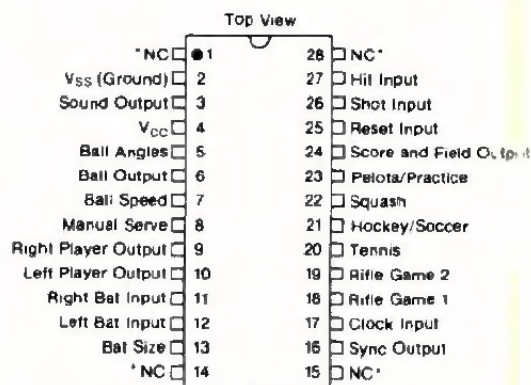 Top View
*NC 1 28 NC*
VSS (Ground) 2 27 Hit Input
Sound Output 3 26 Shot Input
VCC 4 25 Reset Input
Ball Angles 5 24 Score and Field Output
Ball Output 6 23 Pelota/Practice
Ball Speed 7 22 Squash
Manual Serve 8 21 Hockey/Soccer
Right Player Output 9 20 Tennis
Left Player Output 10 19 Rifle Game 2
Right Bat Input 11 18 Rifle Game 1
Left Bat Input 12 17 Clock Input
Bat Size 13 16 Sync Output
*NC 14 15 NC*